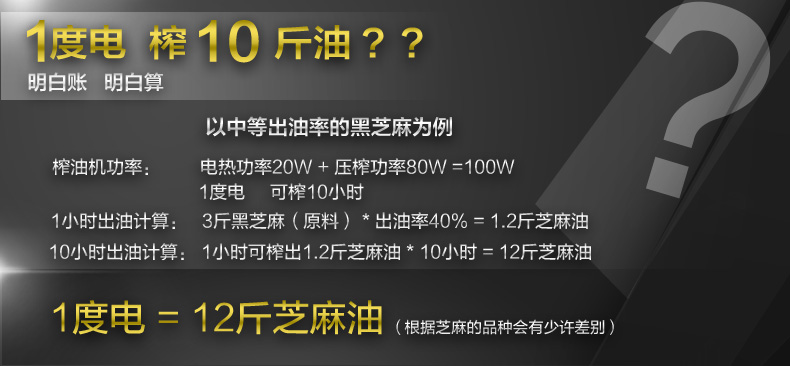 1度电 榨10斤油？？
明白账 明白算
以中等出油率的黑芝麻为例
榨油机功率： 电热功率20W + 压榨功率80W =100W
1度电 可榨10小时
1小时出油计算： 3斤黑芝麻（原料）* 出油率40% = 1.2斤芝麻油
10小时出油计算： 1小时可榨出1.2斤芝麻油 * 10小时 = 12斤芝麻油
1度电 = 12斤芝麻油（根据芝麻的品种会有少许差别）
?